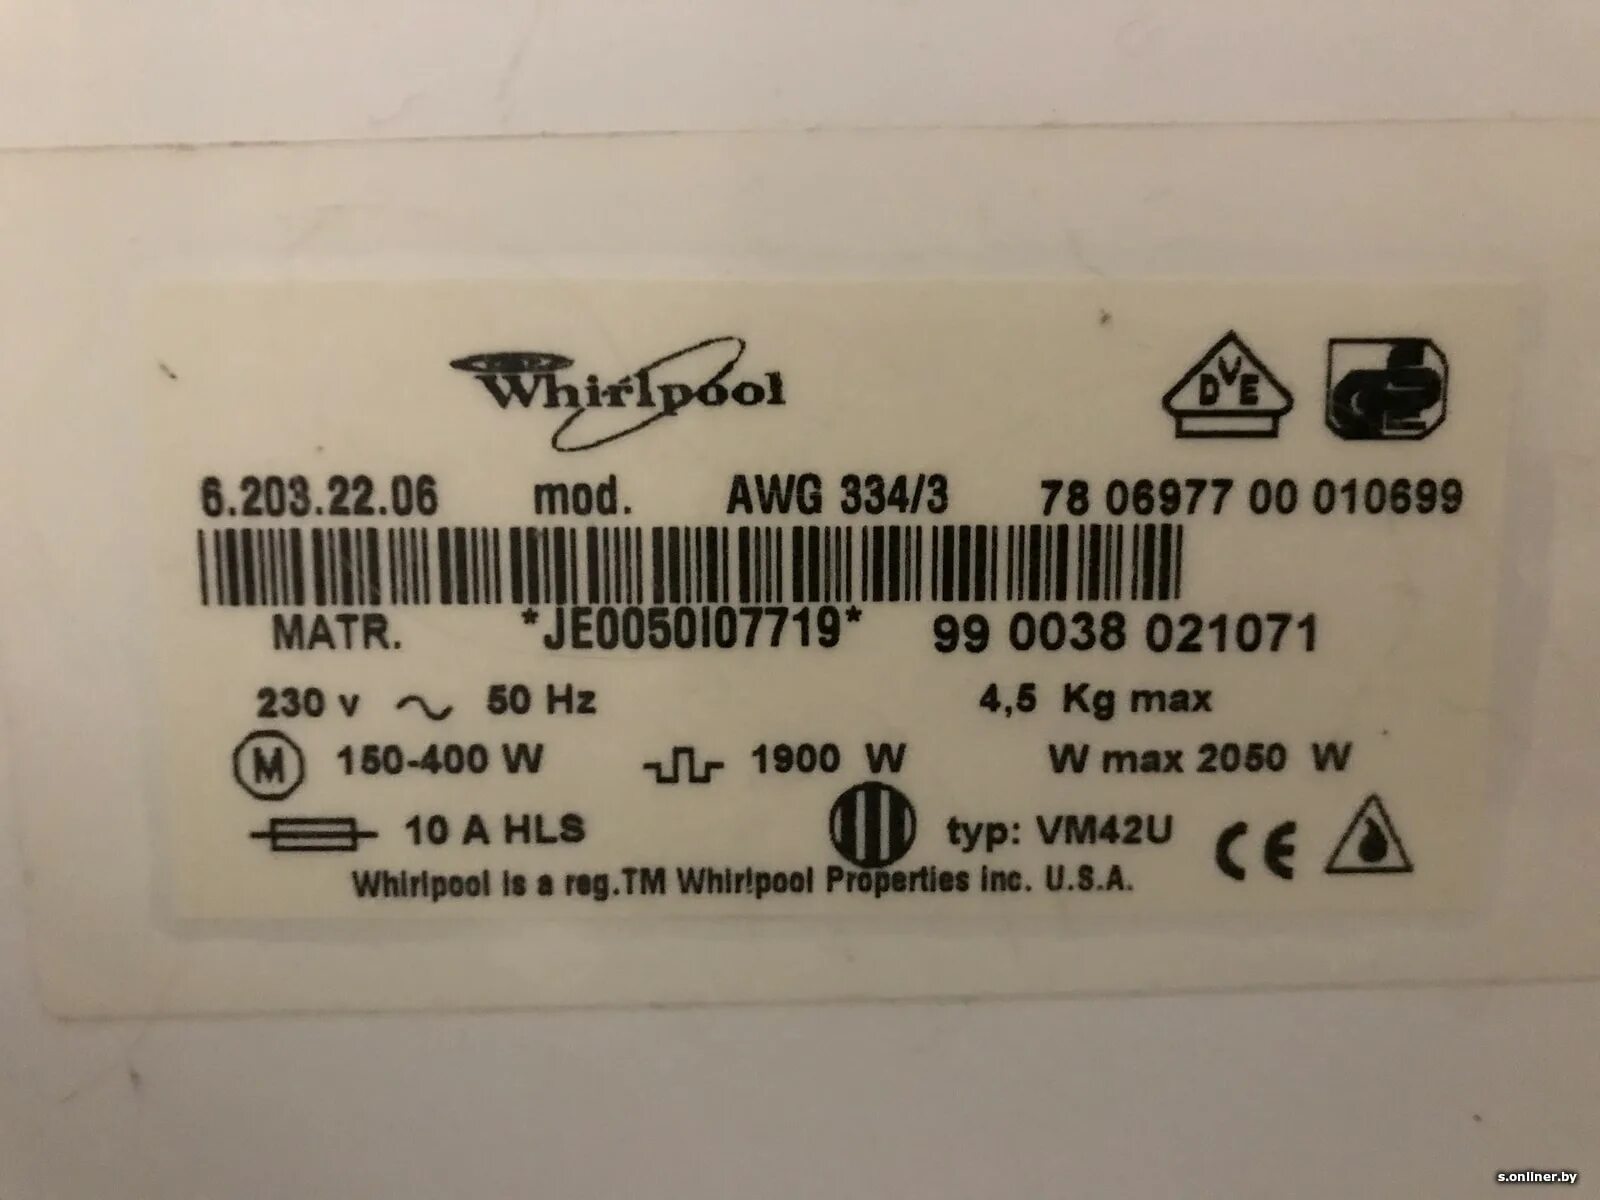 Whirlpool
DVE
6.203.22.06 mod. AWG 334/3 78 06977 00 010699
MATR. *JE0050I07719* 99 0038 021071
230 v ~ 50 Hz 4,5 Kg max
M 150-400 W 1900 W W max 2050 W
10 A HLS typ: VM42U CE
Whirlpool is a reg.TM Whirlpool Properties Inc. U.S.A.
s.onliner.by